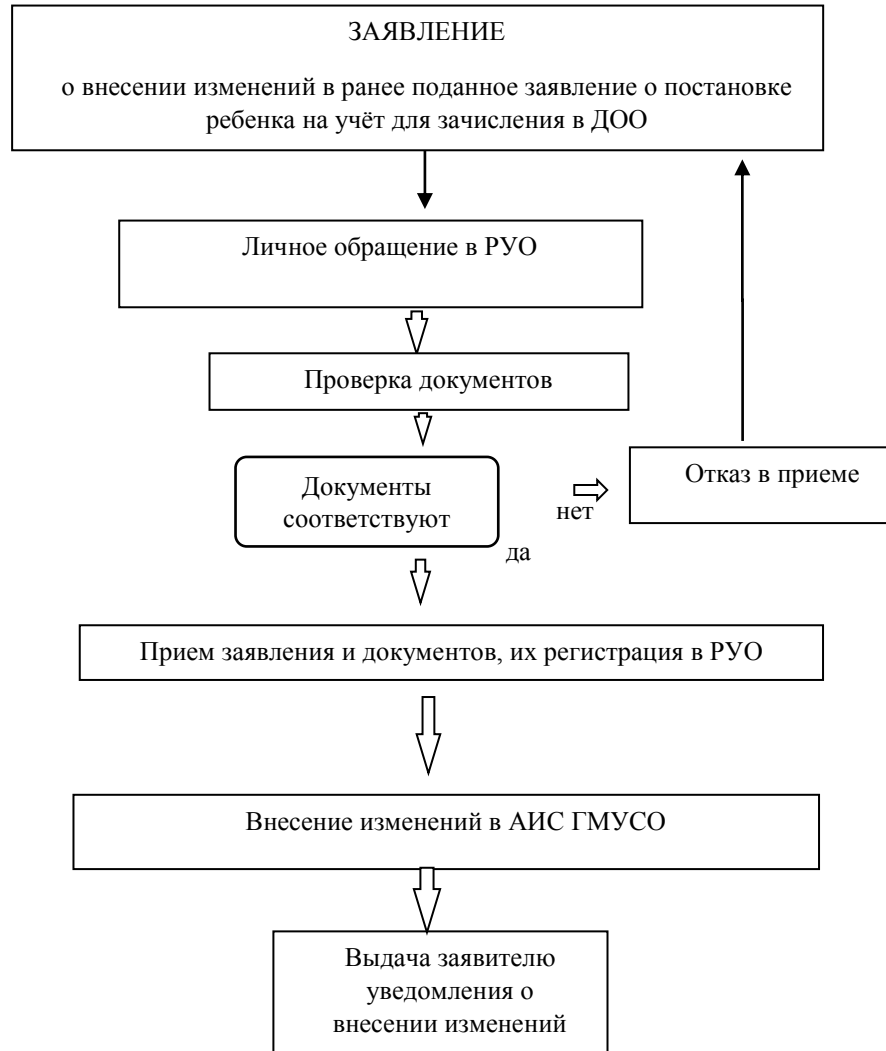 ЗАЯВЛЕНИЕ
о внесении изменений в ранее поданное заявление о постановке
ребенка на учёт для зачисления в ДОО
Личное обращение в РУО
Проверка документов
Документы
соответствуют
нет
Отказ в приеме
да
Прием заявления и документов, их регистрация в РУО
Внесение изменений в АИС ГМУСО
Выдача заявителю
уведомления о
внесении изменений